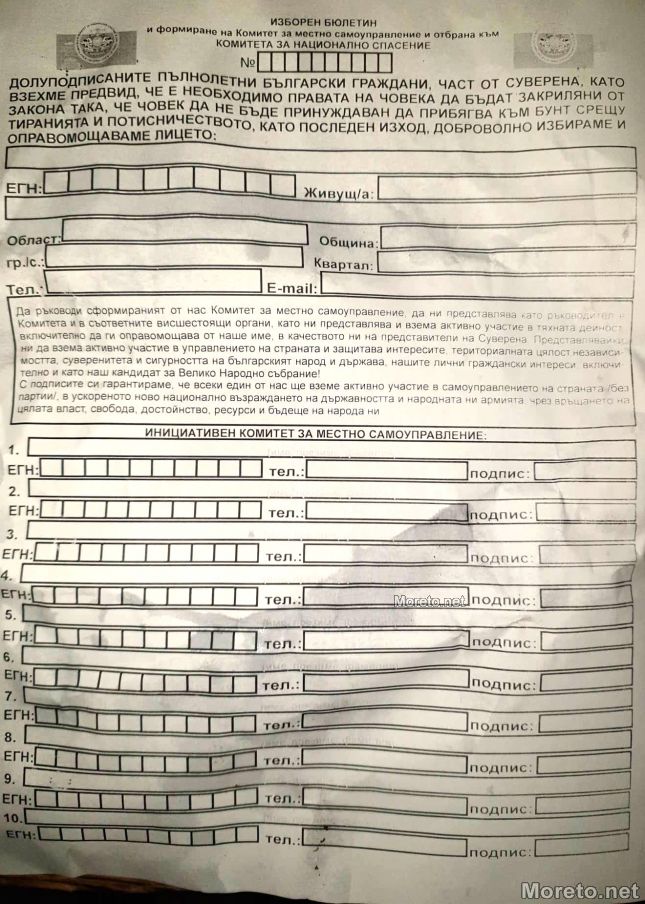 ИЗБОРЕН БЮЛЕТИН
и формиране на Комитет за местно самоуправление и отбрана към
КОМИТЕТА ЗА НАЦИОНАЛНО СПАСЕНИЕ
№
ДОЛУПОДПИСАНИТЕ ПЪЛНОЛЕТНИ БЪЛГАРСКИ ГРАЖДАНИ, ЧАСТ ОТ СУВЕРЕНА, КАТО
ВЗЕХМЕ ПРЕДВИД, ЧЕ Е НЕОБХОДИМО ПРАВАТА НА ЧОВЕКА ДА БЪДАТ ЗАКРИЛЯНИ ОТ
ЗАКОНА ТАКА, ЧЕ ЧОВЕК ДА НЕ БЪДЕ ПРИНУЖДАВАН ДА ПРИБЯГВА КЪМ БУНТ СРЕЩУ
ТИРАНИЯТА И ПОТИСНИЧЕСТВОТО, КАТО ПОСЛЕДЕН ИЗХОД, ДОБРОВОЛНО ИЗБИРАМЕ И
ОПРАВОМОЩАВАМЕ ЛИЦЕТО:
ЕГН: Живущ/а:
Област: Община:
гр./с.: Квартал:
Тел.: E-mail:
Да ръководи сформираният от нас Комитет за местно самоуправление, да ни представлява като ръководител н
Комитета и в съответните висшестоящи органи, като ни представлява и взема активно участие в тяхната дейност
включително да ги оправомощава от наше име, в качеството ни на представители на Суверена. Представлявайки
ни да взема активно участие в управлението на страната и защитава интересите, териториалната цялост, независи-
мостта, суверенитета и сигурността на българският народ и държава, нашите лични граждански интереси, включи-
телно и като наш кандидат за Велико Народно събрание!
С подписите си гарантираме, че всеки един от нас ще вземе активно участие в самоуправлението на страната /без
партии/, в ускореното ново национално възраждането на държавността и народната ни армията, чрез връщането на
цялата власт, свобода, достойнство, ресурси и бъдеще на народа ни
ИНИЦИАТИВЕН КОМИТЕТ ЗА МЕСТНО САМОУПРАВЛЕНИЕ:
1.
ЕГН: тел.: подпис:
2.
ЕГН: тел.: подпис:
3.
ЕГН: тел.: подпис:
4.
ЕГН: тел.: Moreto.net подпис:
5.
ЕГН: тел.: подпис:
6.
ЕГН: тел.: подпис:
7.
ЕГН: тел.: подпис:
8.
ЕГН: тел.: подпис:
9.
ЕГН: тел.: подпис:
10.
ЕГН: тел.: подпис:
Moreto.net